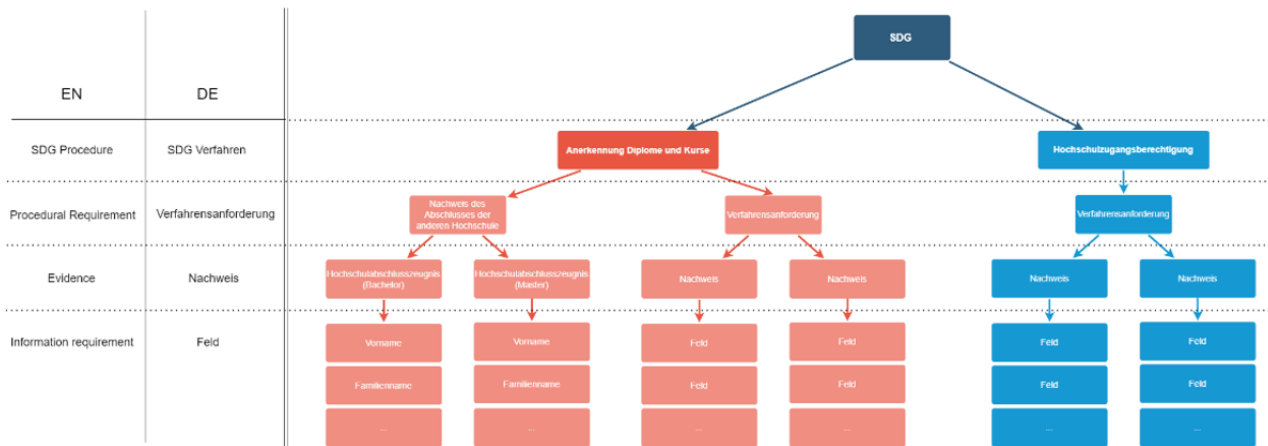 SDG
EN DE
SDG Procedure SDG Verfahren Anerkennung Diplome und Kurse Hochschulzugangsberechtigung
Procedural Requirement Verfahrensanforderung
Nachweis des
Abschlusses der
anderen Hochschule
Verfahrensanforderung Verfahrensanforderung
Evidence Nachweis
Hochschulabschlusszeugnis
(Bachelor)
Hochschulabschlusszeugnis
(Master)
Nachweis Nachweis Nachweis Nachweis
Information requirement Feld Vorname Vorname Feld Feld Feld Feld
Familienname Familienname Feld Feld Feld Feld
... ... ... ... ... ...